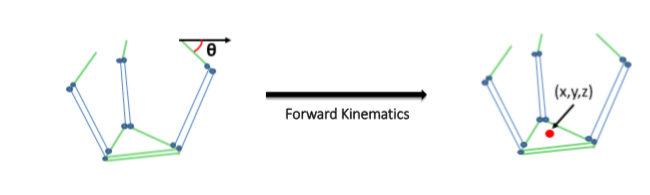 θ
Forward Kinematics
(x,y,z)